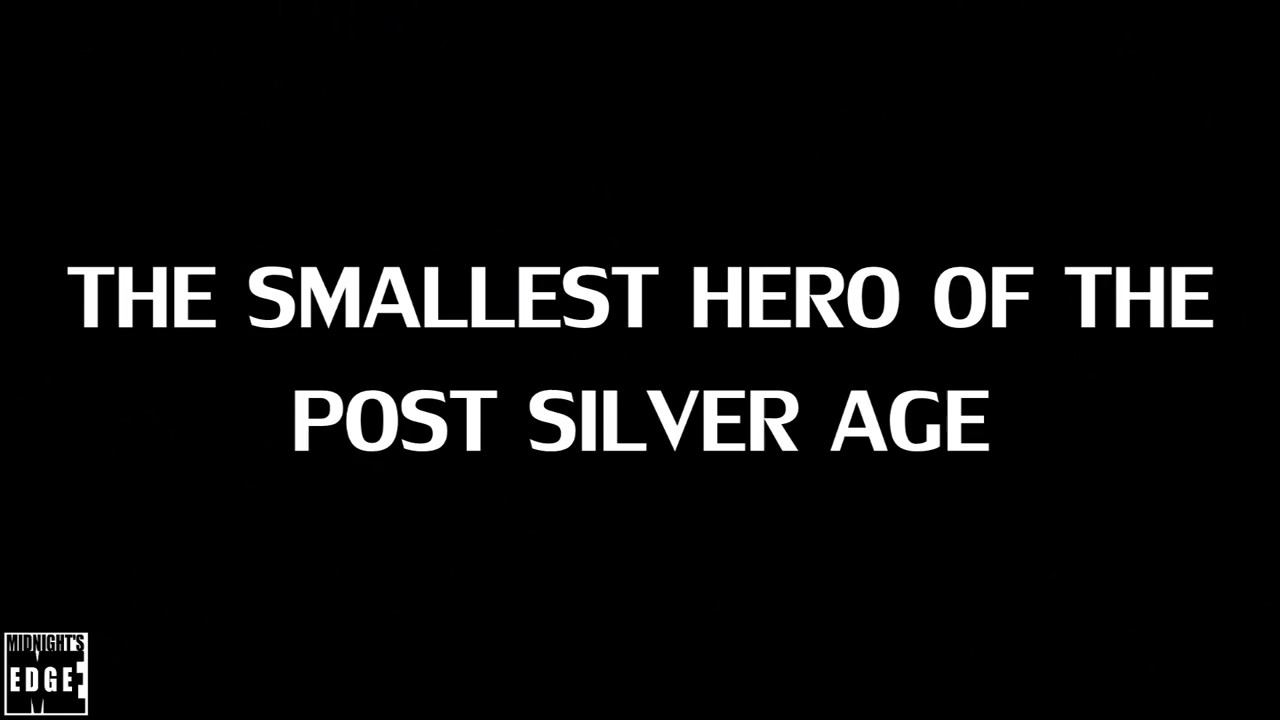 THE SMALLEST HERO OF THE
POST SILVER AGE
MIDNIGHT'S
EDGE